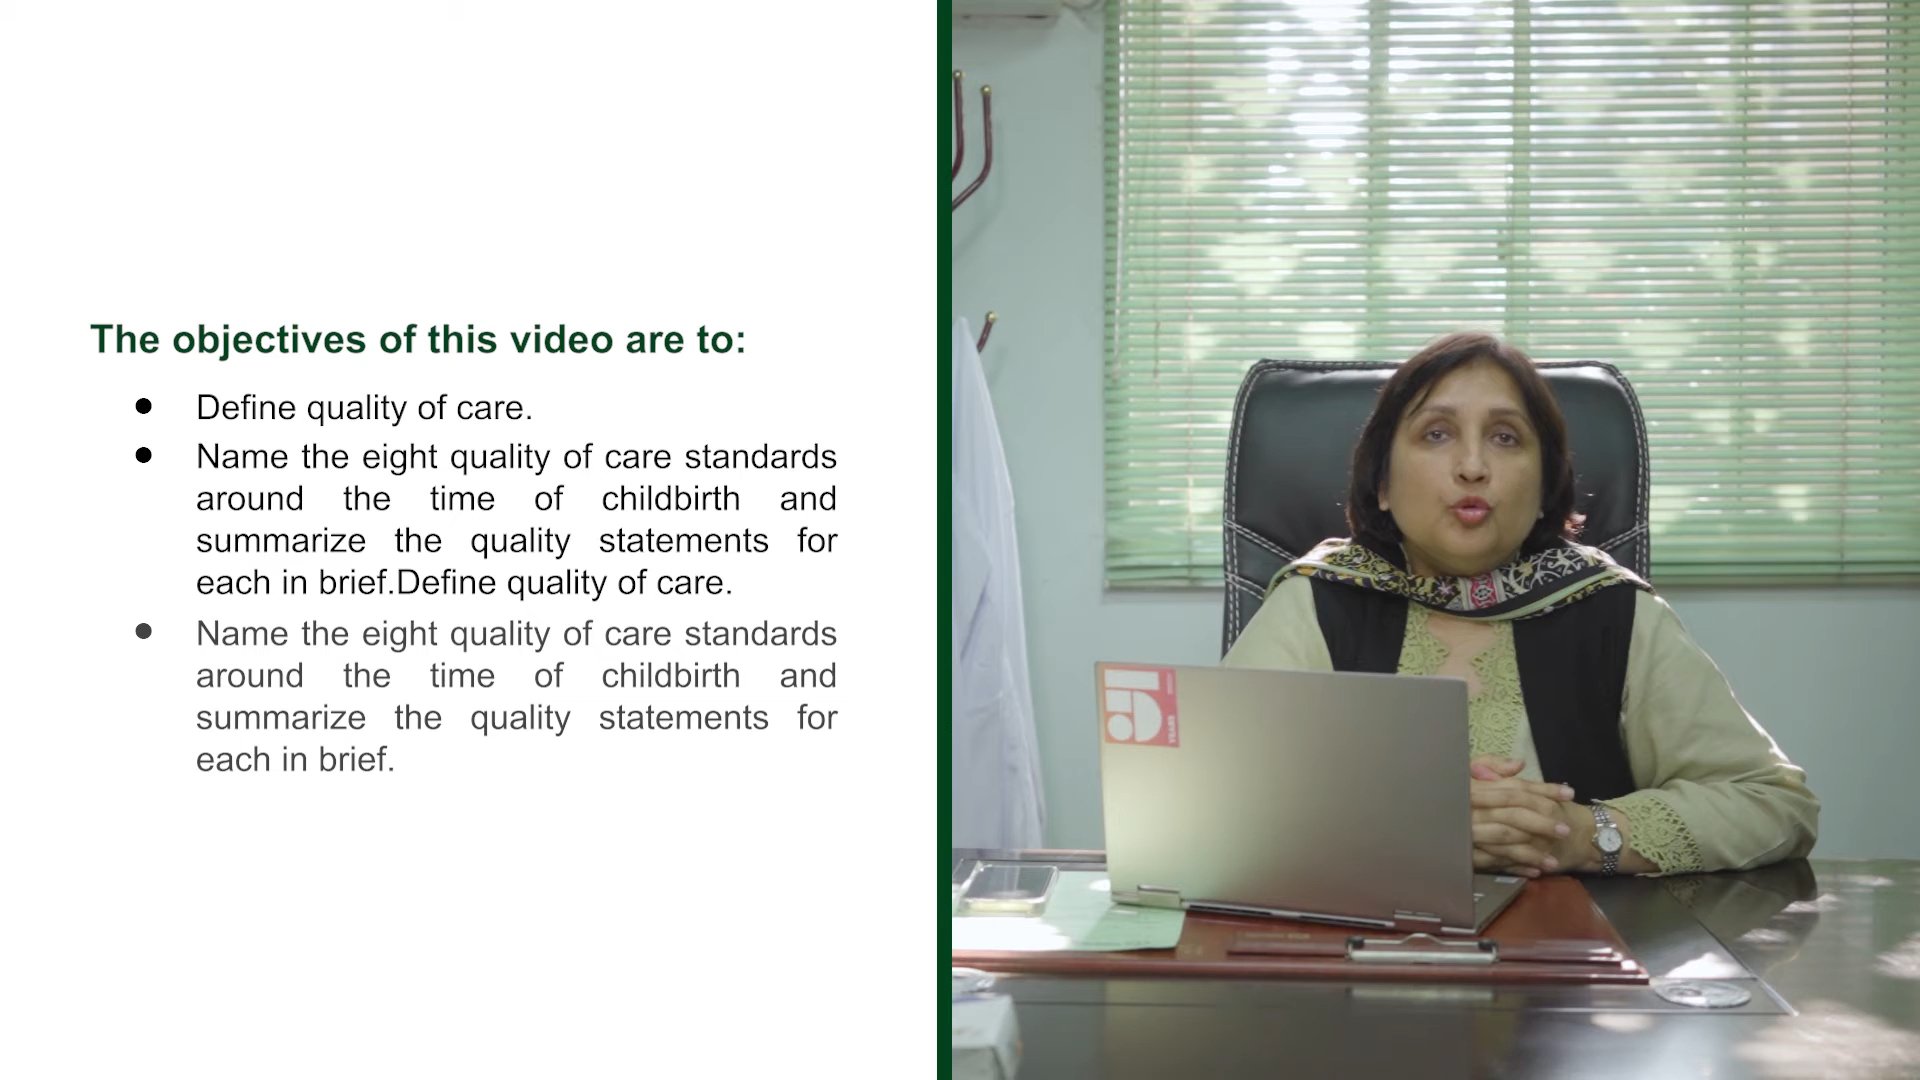 The objectives of this video are to:
● Define quality of care.
● Name the eight quality of care standards
around the time of childbirth and
summarize the quality statements for
each in brief.Define quality of care.
● Name the eight quality of care standards
around the time of childbirth and
summarize the quality statements for
each in brief.
YEARS